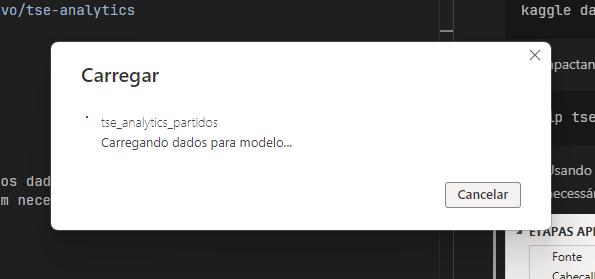 vo/tse-analytics
kaggle da
Carregar
tse_analytics_partidos
Carregando dados para modelo...
Cancelar
mpactan
ip tse
Usando
necessár
os dad
m nece
ETAPAS API
Fonte
Cabeçal